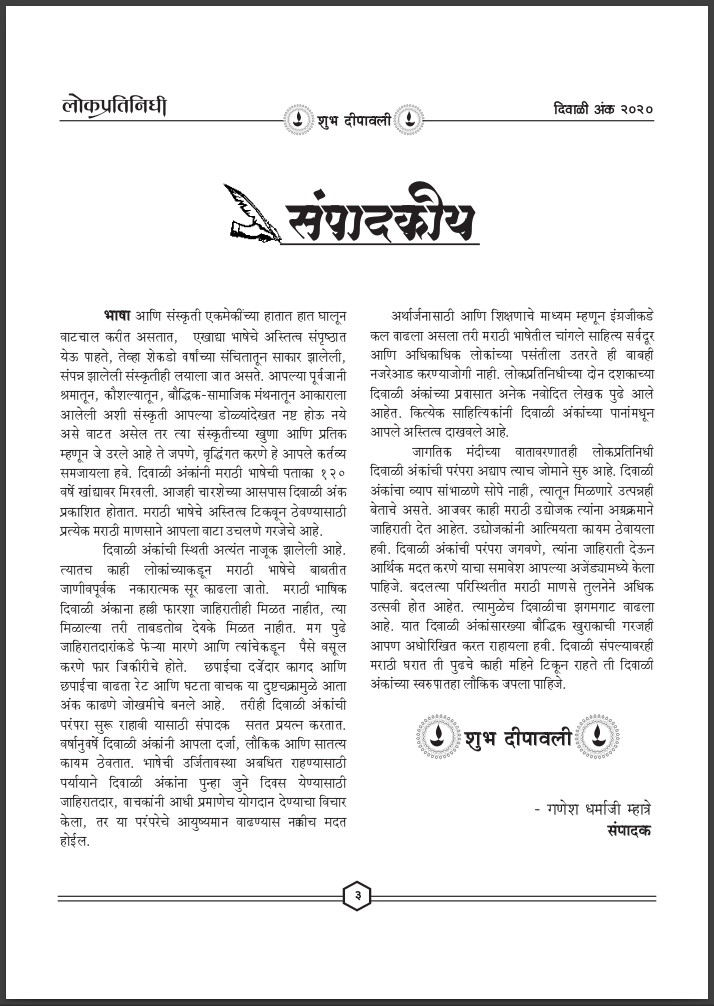 लोकप्रतिनिधी
शुभ दीपावली
दिवाळी अंक २०२०
संपादकीय
भाषा आणि संस्कृती एकमेकींच्या हातात हात घालून
वाटचाल करीत असतात, एखाद्या भाषेचे अस्तित्व संपृष्ठात
येऊ पाहते, तेव्हा शेकडो वर्षाच्या संचितातून साकार झालेली,
संपन्न झालेली संस्कृतीही लयाला जात असते. आपल्या पूर्वजांनी
श्रमातून, कौशल्यातून, बौद्धिक-सामाजिक मंथनातून आकाराला
आलेली अशी संस्कृती आपल्या डोळ्यांदेखत नष्ट होऊ नये
असे वाटत असेल तर त्या संस्कृतीच्या खुणा आणि प्रतिक
म्हणून जे उरले आहे ते जपणे, वृद्धिंगत करणे हे आपले कर्तव्य
समजायला हवे. दिवाळी अंकांनी मराठी भाषेची पताका १२०
वर्षे खांद्यावर मिरवली. आजही चारशेच्या आसपास दिवाळी अंक
प्रकाशित होतात. मराठी भाषेचे अस्तित्व टिकवून ठेवण्यासाठी
प्रत्येक मराठी माणसाने आपला वाटा उचलणे गरजेचे आहे.
दिवाळी अंकांची स्थिती अत्यंत नाजूक झालेली आहे.
त्यातच काही लोकांच्याकडून मराठी भाषेचे बाबतीत
जाणीवपूर्वक नकारात्मक सूर काढला जातो. मराठी भाषिक
दिवाळी अंकाना हल्ली फारशा जाहिरातीही मिळत नाहीत, त्या
मिळाल्या तरी ताबडतोब देयके मिळत नाहीत. मग पुढे
जाहिरातदारांकडे फेऱ्या मारणे आणि त्यांचेकडून पैसे वसूल
करणे फार जिकीरीचे होते. छपाईचा दर्जेदार कागद आणि
छपाईचा वाढता रेट आणि घटता वाचक या दुष्टचक्रामुळे आता
अंक काढणे जोखमीचे बनले आहे. तरीही दिवाळी अंकांची
परंपरा सुरू राहावी यासाठी संपादक सतत प्रयत्न करतात.
वर्षानुवर्षे दिवाळी अंकांनी आपला दर्जा, लौकिक आणि सातत्य
कायम ठेवतात. भाषेची उर्जितावस्था अबधित राहण्यासाठी
पर्यायाने दिवाळी अंकांना पुन्हा जुने दिवस येण्यासाठी
जाहिरातदार, वाचकांनी आधी प्रमाणेच योगदान देण्याचा विचार
केला, तर या परंपरेचे आयुष्यमान वाढण्यास नक्कीच मदत
होईल.
अर्थार्जनासाठी आणि शिक्षणाचे माध्यम म्हणून इंग्रजीकडे
कल वाढला असला तरी मराठी भाषेतील चांगले साहित्य सर्वदूर
आणि अधिकाधिक लोकांच्या पसंतीला उतरते ही बाबही
नजरेआड करण्याजोगी नाही. लोकप्रतिनिधीच्या दोन दशकाच्या
दिवाळी अंकांच्या प्रवासात अनेक नवोदित लेखक पुढे आले
आहेत. कित्येक साहित्यिकांनी दिवाळी अंकांच्या पानांमधून
आपले अस्तित्व दाखवले आहे.
जागतिक मंदीच्या वातावरणातही लोकप्रतिनिधी
दिवाळी अंकांची परंपरा अद्याप त्याच जोमाने सुरु आहे. दिवाळी
अंकांचा व्याप सांभाळणे सोपे नाही, त्यातून मिळणारे उत्पन्नही
बेताचे असते. आजवर काही मराठी उद्योजक त्यांना अग्रक्रमाने
जाहिराती देत आहेत. उद्योजकांनी आत्मियता कायम ठेवायला
हवी. दिवाळी अंकांची परंपरा जगवणे, त्यांना जाहिराती देऊन
आर्थिक मदत करणे याचा समावेश आपल्या अजेंड्यामध्ये केला
पाहिजे. बदलत्या परिस्थितीत मराठी माणसे तुलनेने अधिक
उत्सवी होत आहेत. त्यामुळेच दिवाळीचा झगमगाट वाढला
आहे. यात दिवाळी अंकांसारख्या बौद्धिक खुराकाची गरजही
आपण अधोरिखित करत राहायला हवी. दिवाळी संपल्यावरही
मराठी घरात ती पुढचे काही महिने टिकून राहते ती दिवाळी
अंकांच्या स्वरुपातहा लौकिक जपला पाहिजे.
शुभ दीपावली
- गणेश धर्माजी म्हात्रे
संपादक
३